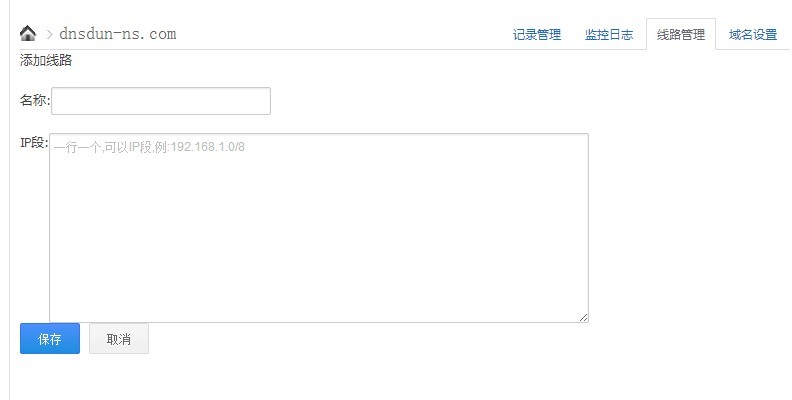 dnsdun-ns.com 记录管理 监控日志 线路管理 域名设置
添加线路
名称:
IP段: 一行一个,可以IP段,例:192.168.1.0/8
保存 取消